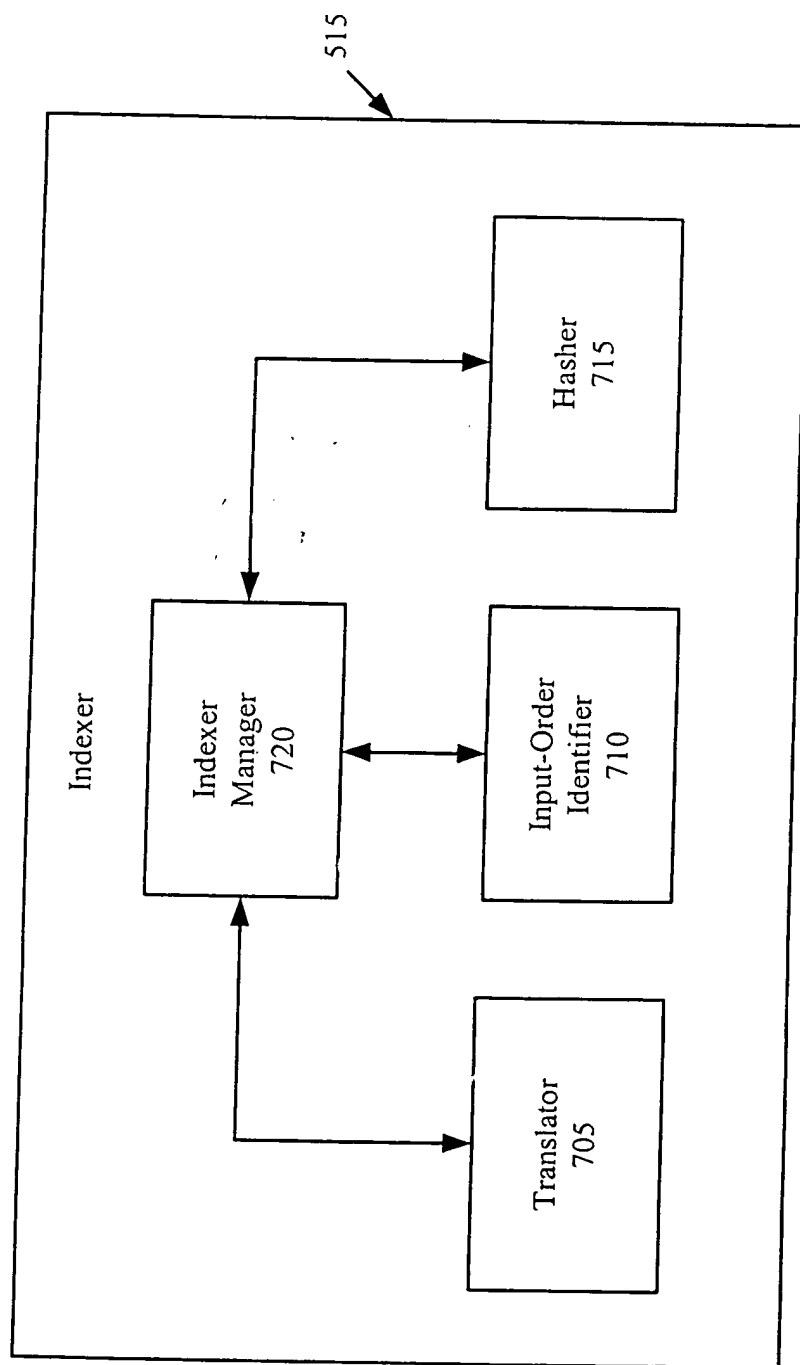 515
Indexer
Indexer
Manager
720
Translator
705
Input-Order
Identifier
710
Hasher
715